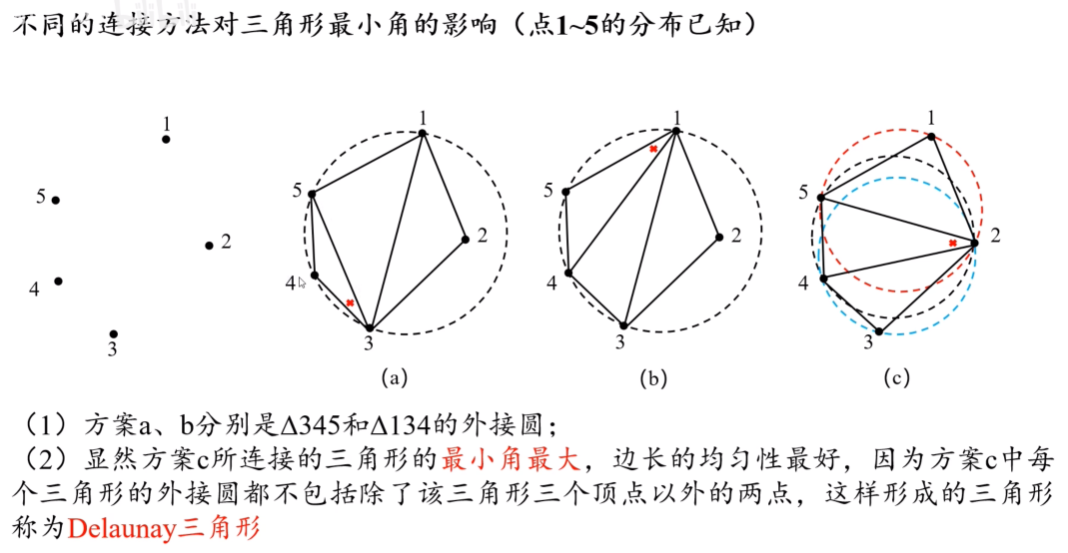 不同的连接方法对三角形最小角的影响（点1~5的分布已知）
1
5
2
4
3
1
5
2
4
3
(a)
1
5
2
4
3
(b)
1
5
2
4
3
(c)
（1）方案a、b分别是Δ345和Δ134的外接圆；
（2）显然方案c所连接的三角形的最小角最大，边长的均匀性最好，因为方案c中每
个三角形的外接圆都不包括除了该三角形三个顶点以外的两点，这样形成的三角形
称为Delaunay三角形